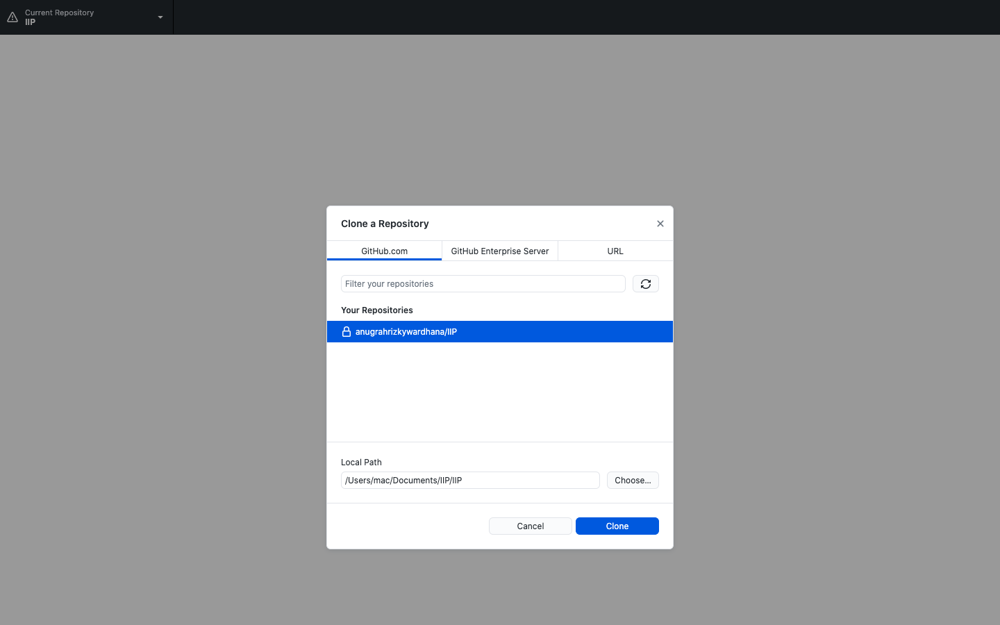 Current Repository
IIP
Clone a Repository
GitHub.com
GitHub Enterprise Server
URL
Filter your repositories
Your Repositories
anugrahrizkywardhana/IIP
Local Path
/Users/mac/Documents/IIP/IIP
Choose...
Cancel
Clone